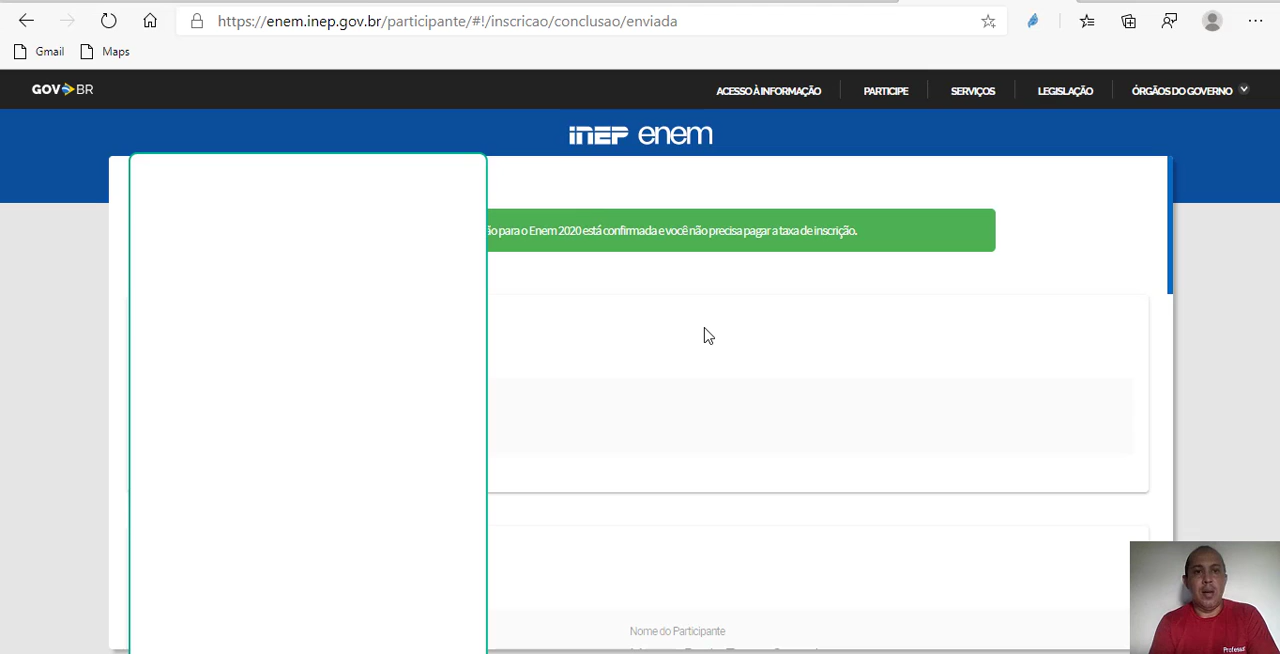 https://enem.inep.gov.br/participante/#!/inscricao/conclusao/enviada
Gmail Maps
GOV BR ACESSO À INFORMAÇÃO PARTICIPE SERVIÇOS LEGISLAÇÃO ÓRGÃOS DO GOVERNO
inep enem
ão para o Enem 2020 está confirmada e você não precisa pagar a taxa de inscrição.
Nome do Participante
Professor